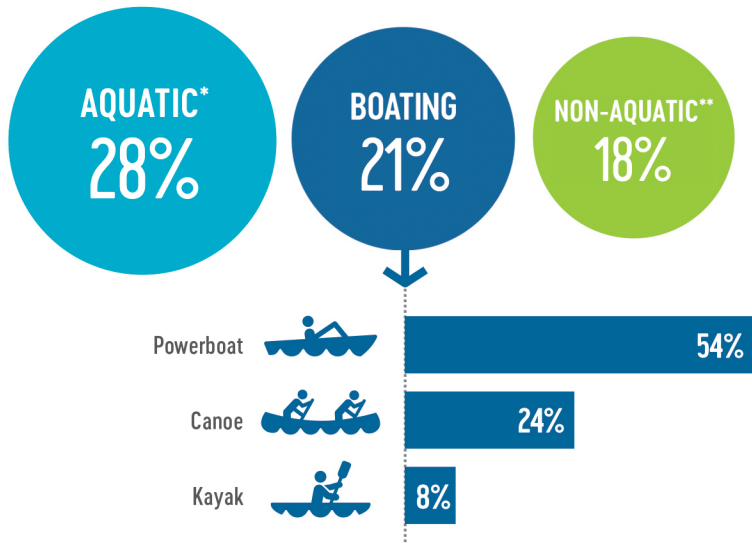 AQUATIC*
28%
BOATING
21%
NON-AQUATIC**
18%
Powerboat
54%
Canoe
24%
Kayak
8%